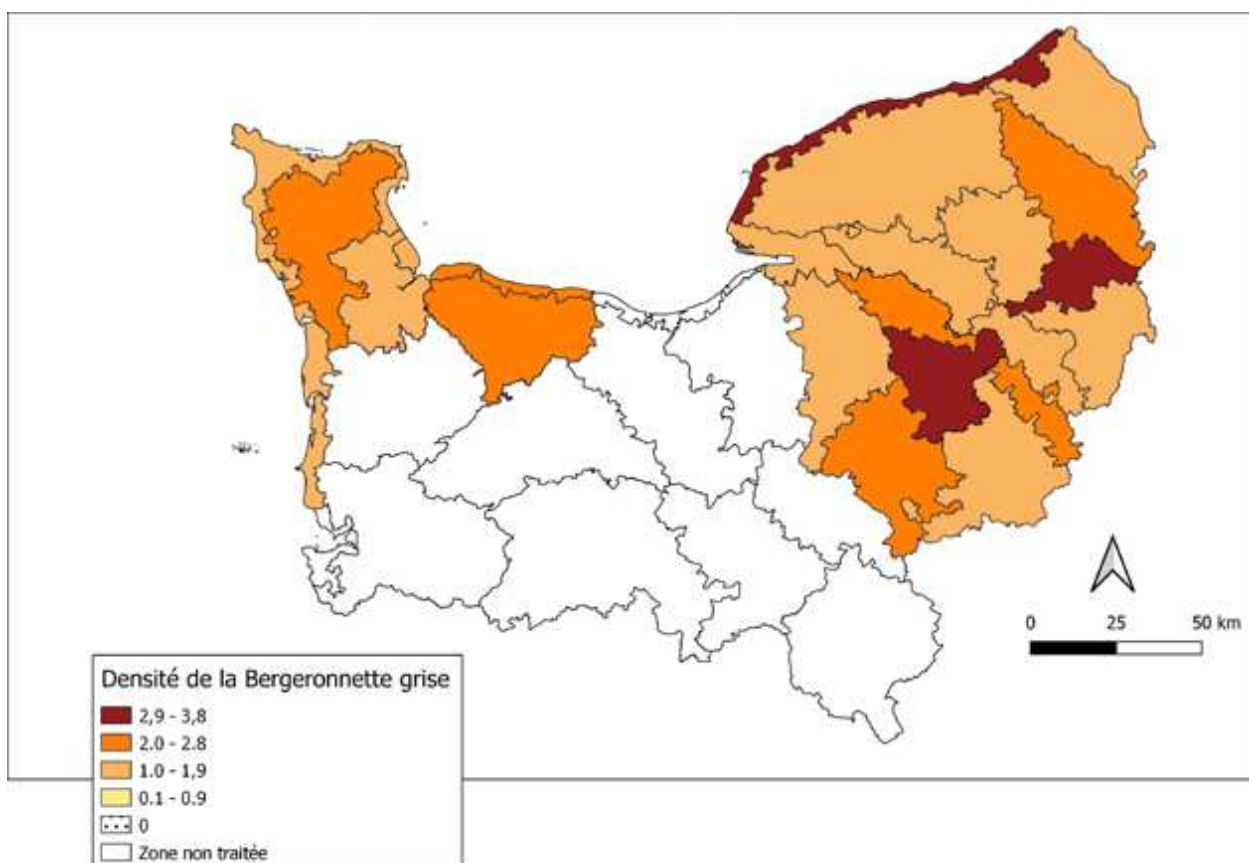 0 25 50 km
Densité de la Bergeronnette grise
2,9 - 3,8
2.0 - 2.8
1.0 - 1,9
0.1 - 0.9
0
Zone non traitée